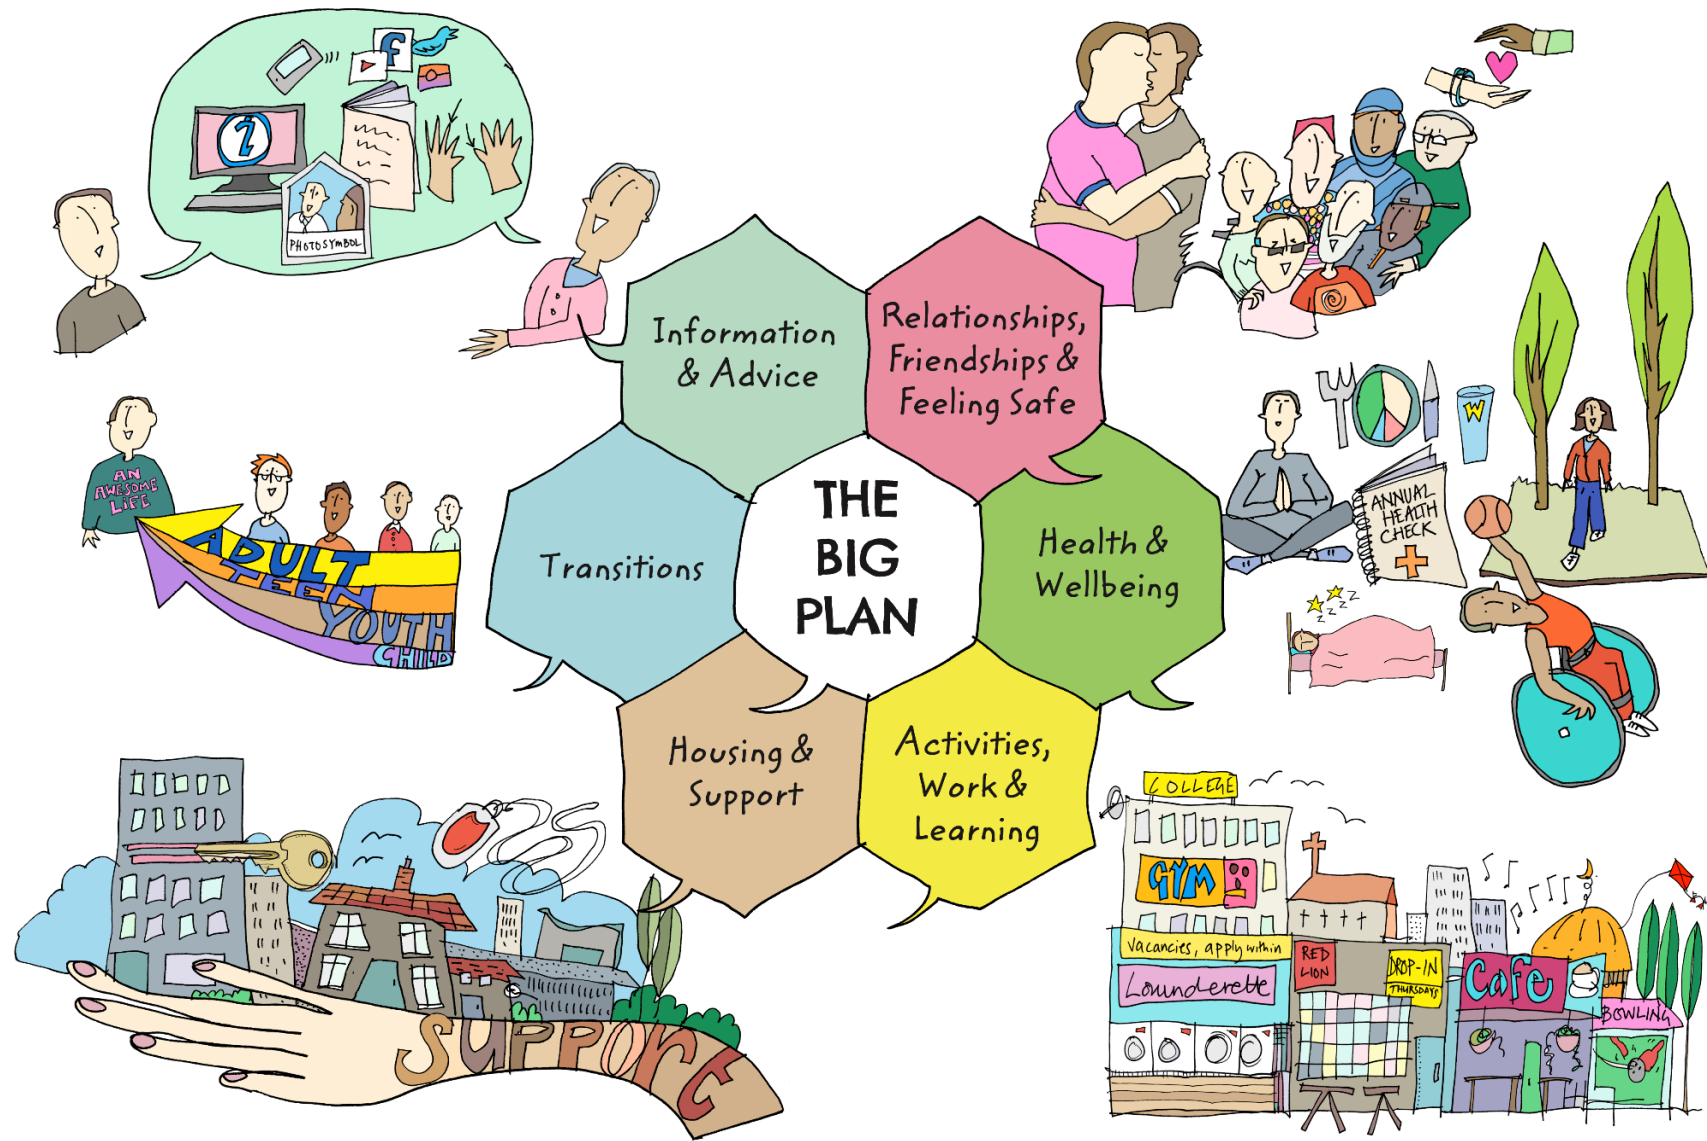 i
f
PHOTOSYMBOL
Information
& Advice
Relationships,
Friendships &
Feeling Safe
AN
AWESOME
LIFE
ADULT
TEEN
YOUTH
CHILD
Transitions
THE
BIG
PLAN
Health &
Wellbeing
W
ANNUAL
HEALTH
CHECK
z z z z z
Housing &
Support
Activities,
Work &
Learning
Support
COLLEGE
GYM
Vacancies, apply within
Launderette
RED
LION
DROP-IN
THURSDAYS
Cafe
BOWLING